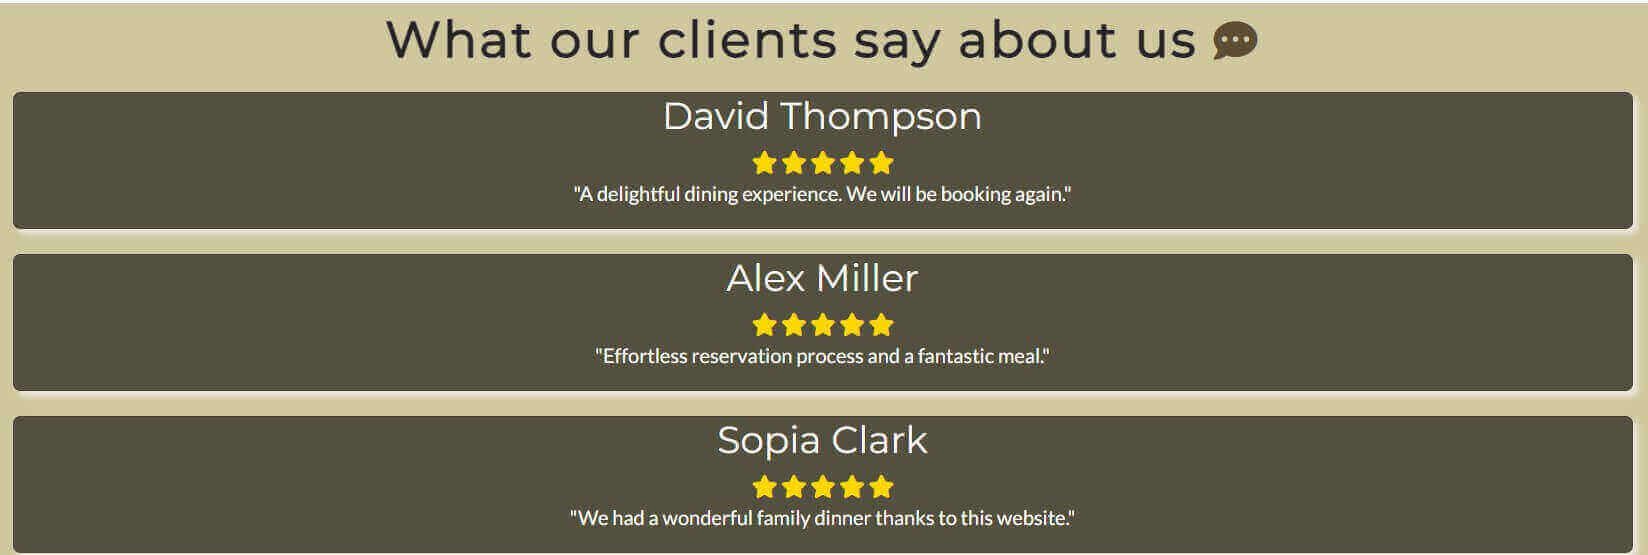 What our clients say about us
David Thompson
"A delightful dining experience. We will be booking again."
Alex Miller
"Effortless reservation process and a fantastic meal."
Sopia Clark
"We had a wonderful family dinner thanks to this website."